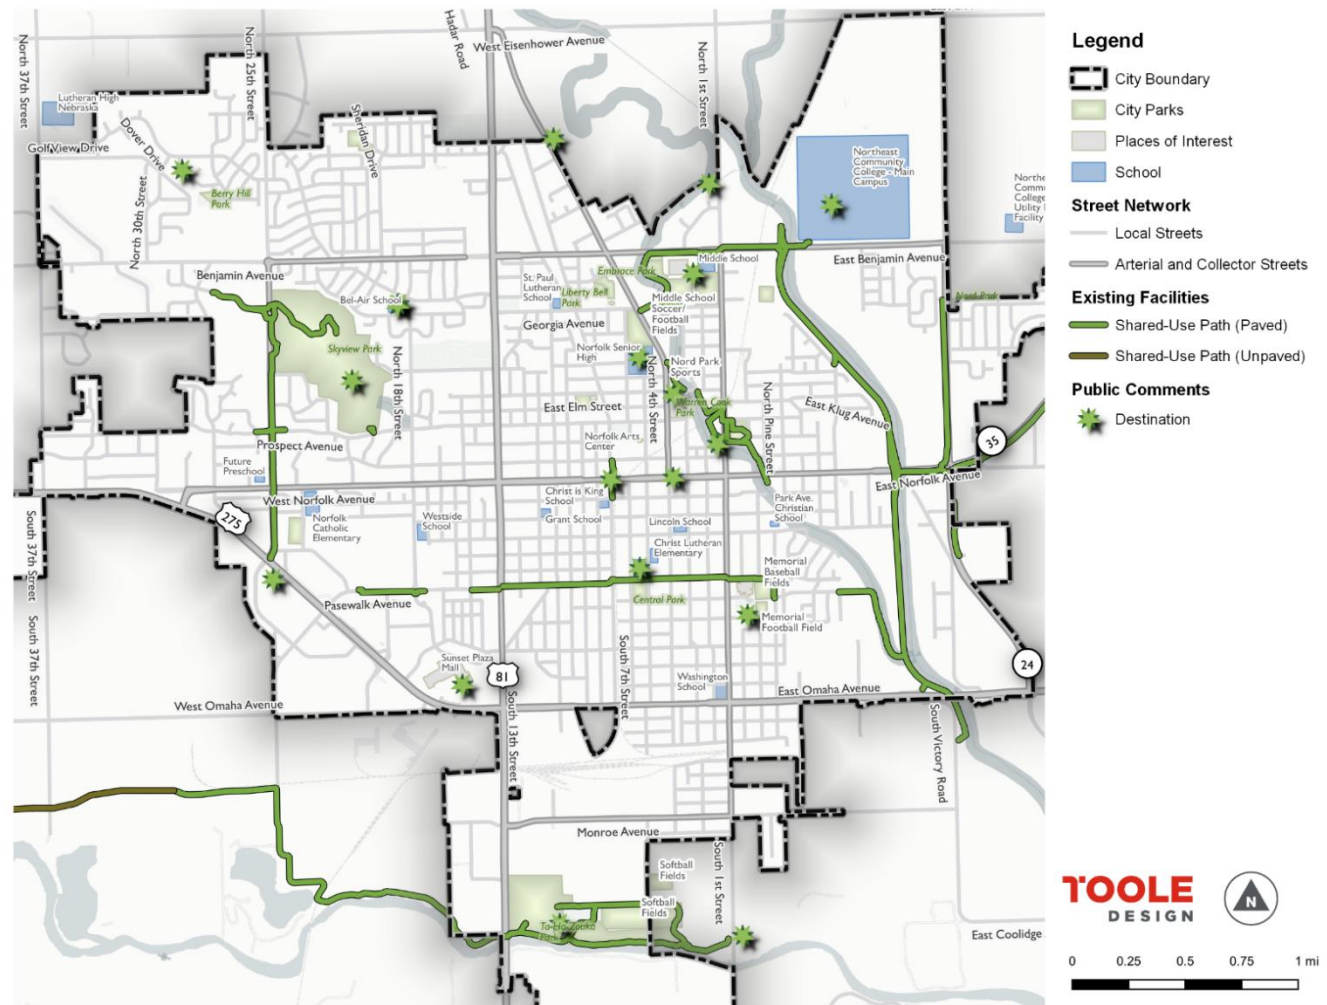 Legend
City Boundary
City Parks
Places of Interest
School
Street Network
Local Streets
Arterial and Collector Streets
Existing Facilities
Shared-Use Path (Paved)
Shared-Use Path (Unpaved)
Public Comments
Destination
TOOLE
DESIGN
N
0 0.25 0.5 0.75 1 mi
North 37th Street
North 25th Street
Hadar Road
West Eisenhower Avenue
North 1st Street
Lutheran High
Nebraska
Golf View Drive
Dover Drive
Sheridan Drive
North 30th Street
Berry Hill
Park
Northeast
Community
College - Main
Campus
Northe
Comm
College
Utility
Facility
Benjamin Avenue
East Benjamin Avenue
Bel-Air School
St. Paul
Lutheran
School
Embrace Park
Liberty Bell
Park
Middle School
Middle School
Soccer/
Football
Fields
Georgia Avenue
Skyview Park
North 18th Street
Norfolk Senior
High
North 4th Street
Nord Park
Sports
Warren Cook
Park
East Elm Street
North Pine Street
East Klug Avenue
Prospect Avenue
Norfolk Arts
Center
35
Future
Preschool
West Norfolk Avenue
East Norfolk Avenue
Christ is King
School
Grant School
Lincoln School
Park Ave.
Christian
School
275
Norfolk
Catholic
Elementary
Westside
School
Christ Lutheran
Elementary
South 37th Street
South 37th Street
Memorial
Baseball
Fields
Pasewalk Avenue
Central Park
Memorial
Football Field
South 7th Street
Sunset Plaza
Mall
81
Washington
School
24
West Omaha Avenue
East Omaha Avenue
South 13th Street
South Victory Road
Monroe Avenue
South 1st Street
Softball
Fields
Softball
Fields
Park
East Coolidge